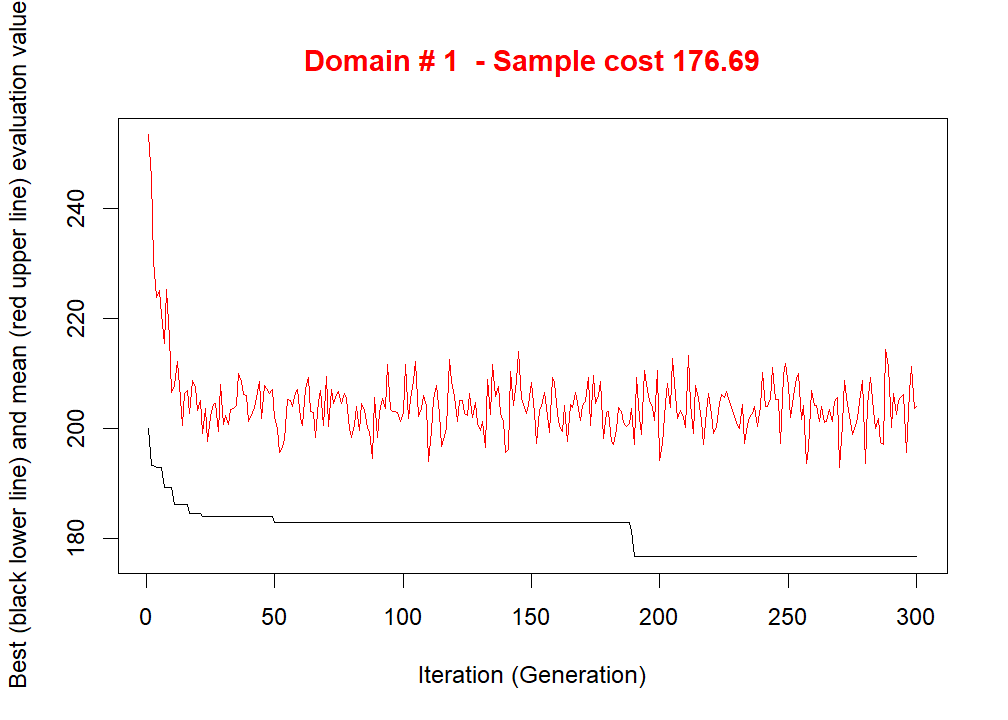 Domain # 1  - Sample cost 176.69
Best (black lower line) and mean (red upper line) evaluation value
240
220
200
180
0 50 100 150 200 250 300
Iteration (Generation)